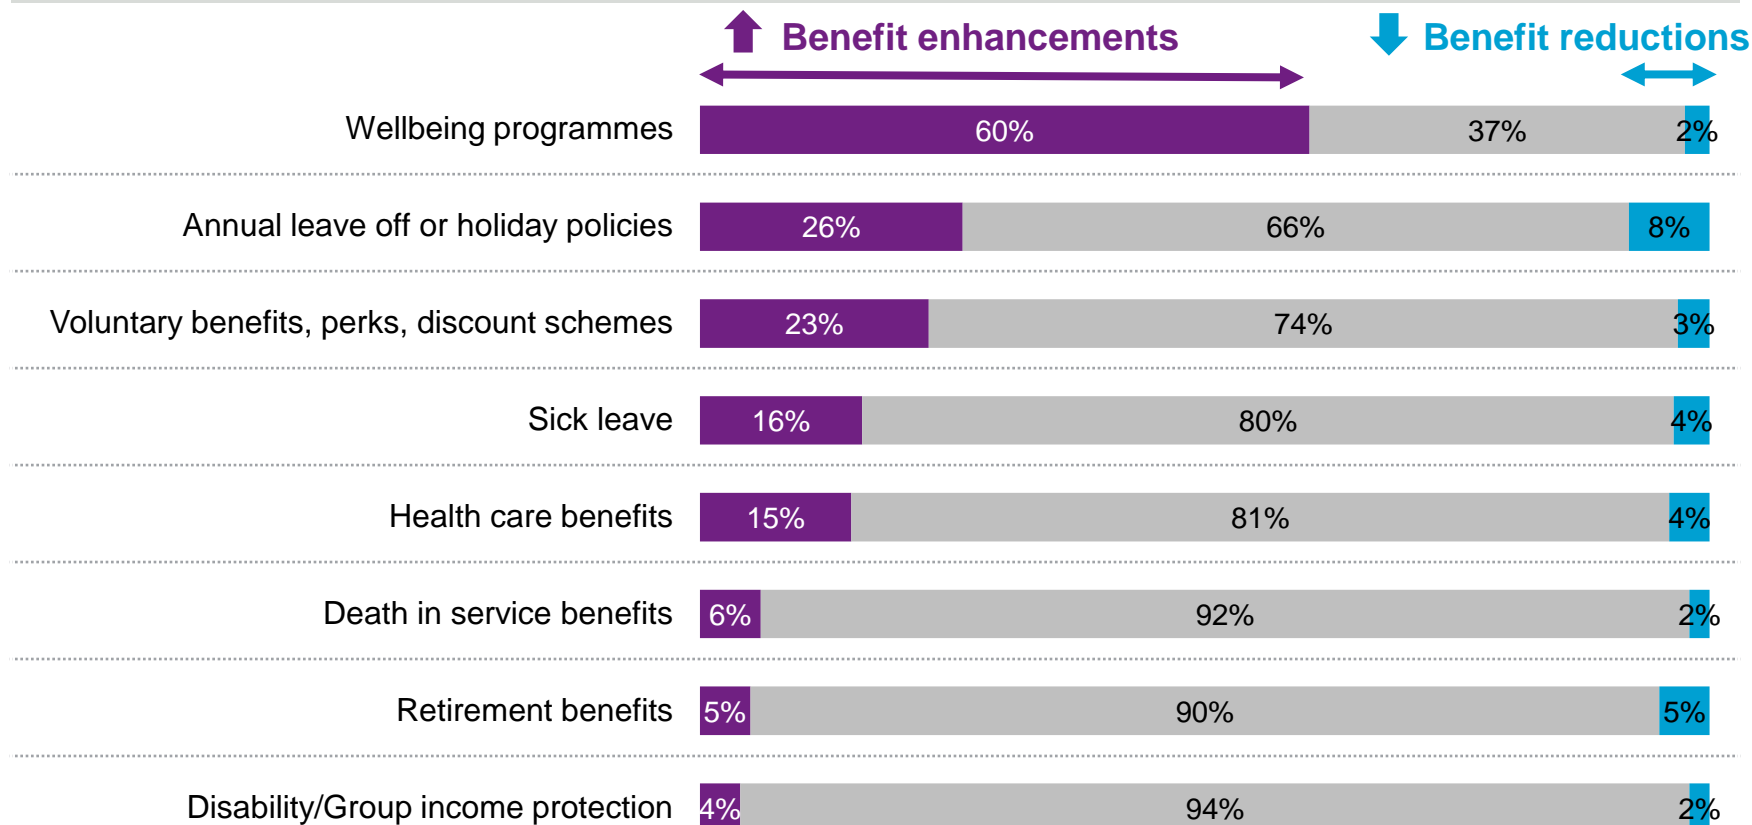 Benefit enhancements Benefit reductions
Wellbeing programmes 60% 37% 2%
Annual leave off or holiday policies 26% 66% 8%
Voluntary benefits, perks, discount schemes 23% 74% 3%
Sick leave 16% 80% 4%
Health care benefits 15% 81% 4%
Death in service benefits 6% 92% 2%
Retirement benefits 5% 90% 5%
Disability/Group income protection 4% 94% 2%